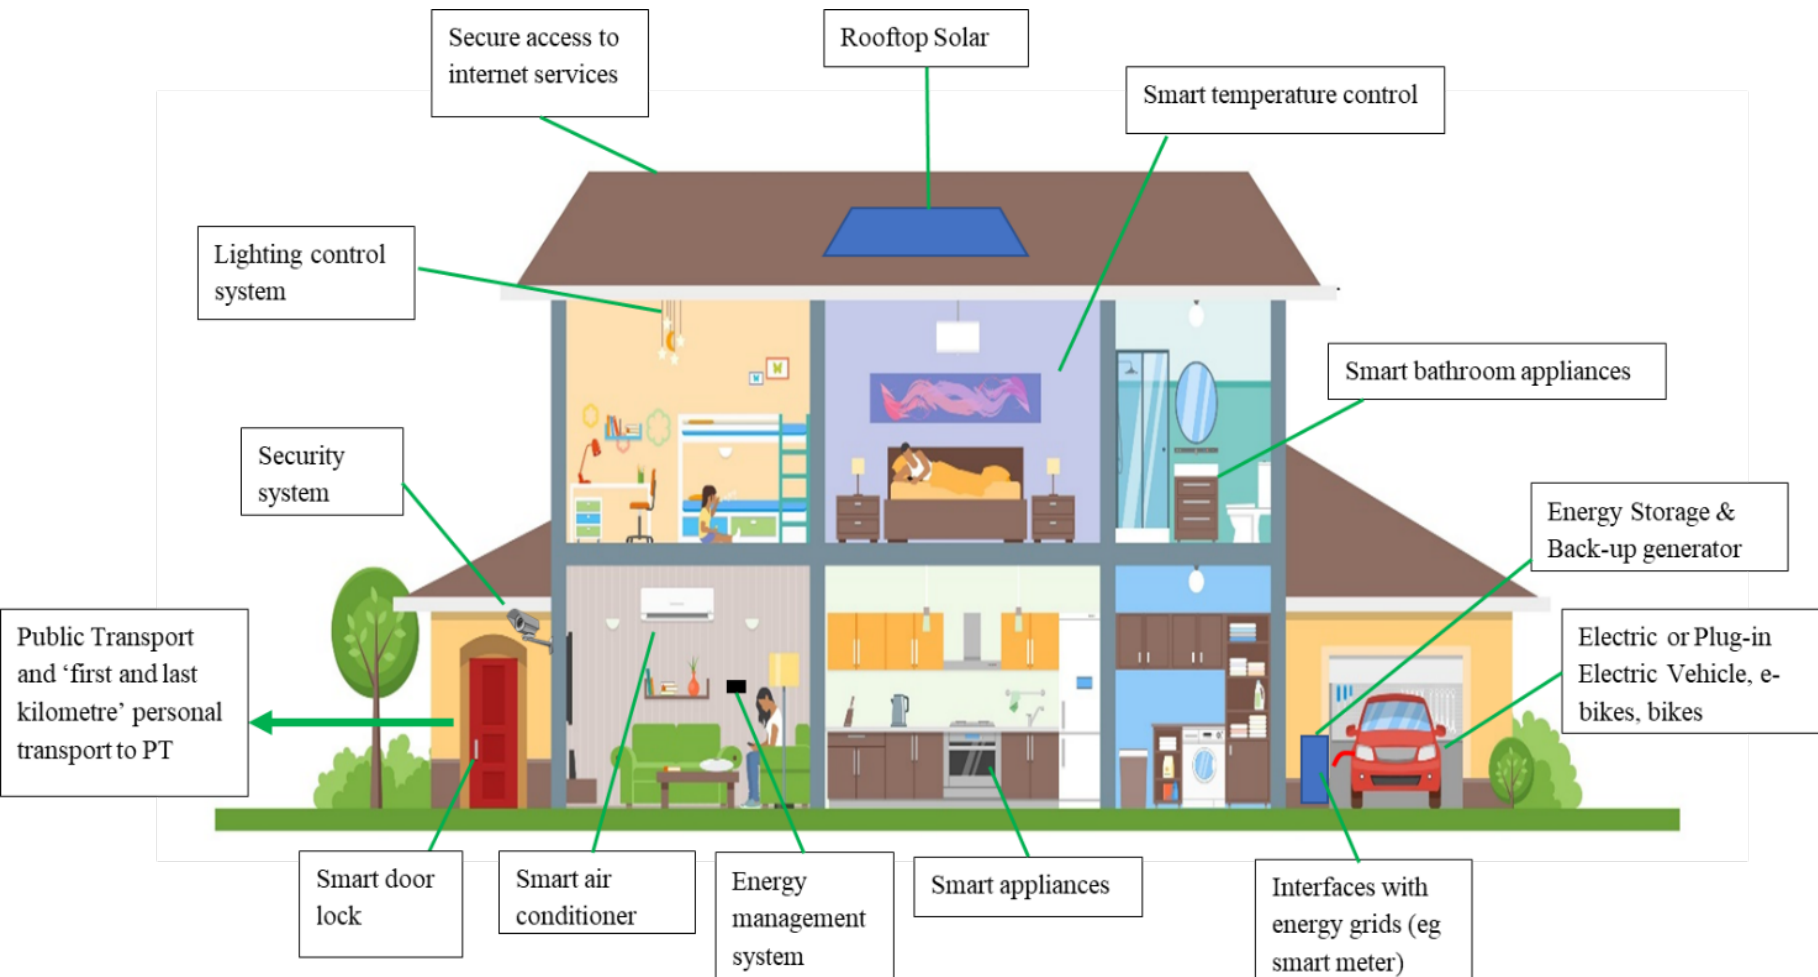 Secure access to
internet services
Rooftop Solar
Smart temperature control
Lighting control
system
Smart bathroom appliances
Security
system
Energy Storage &
Back-up generator
Public Transport
and ‘first and last
kilometre’ personal
transport to PT
Electric or Plug-in
Electric Vehicle, e-
bikes, bikes
Smart door
lock
Smart air
conditioner
Energy
management
system
Smart appliances
Interfaces with
energy grids (eg
smart meter)